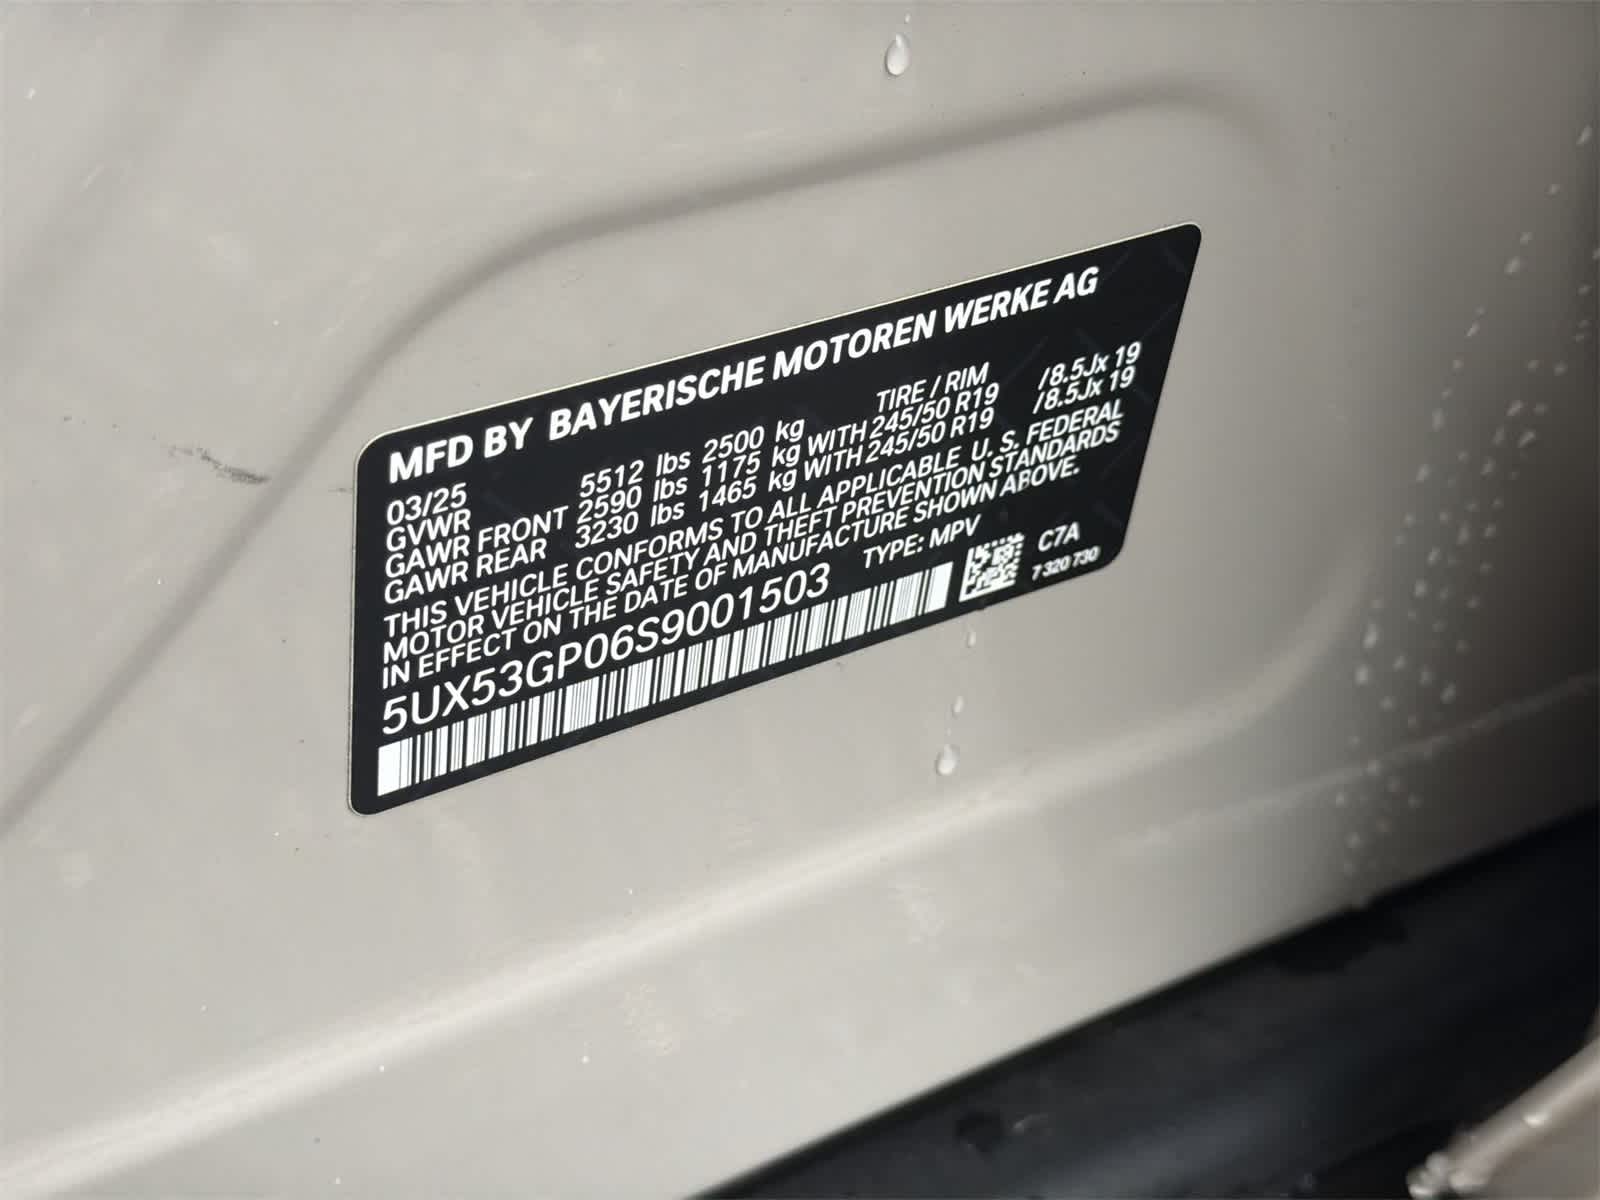 MFD BY BAYERISCHE MOTOREN WERKE AG
03/25 TIRE / RIM
GVWR 5512 lbs 2500 kg
GAWR FRONT 2590 lbs 1175 kg WITH 245/50 R19 /8.5Jx 19
GAWR REAR 3230 lbs 1465 kg WITH 245/50 R19 /8.5Jx 19
THIS VEHICLE CONFORMS TO ALL APPLICABLE U. S. FEDERAL
MOTOR VEHICLE SAFETY AND THEFT PREVENTION STANDARDS
IN EFFECT ON THE DATE OF MANUFACTURE SHOWN ABOVE.
5UX53GP06S9001503 TYPE: MPV
C7A
7 320 730